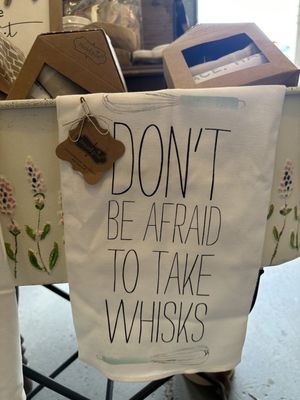 DON'T
BE AFRAID
TO TAKE
WHISKS